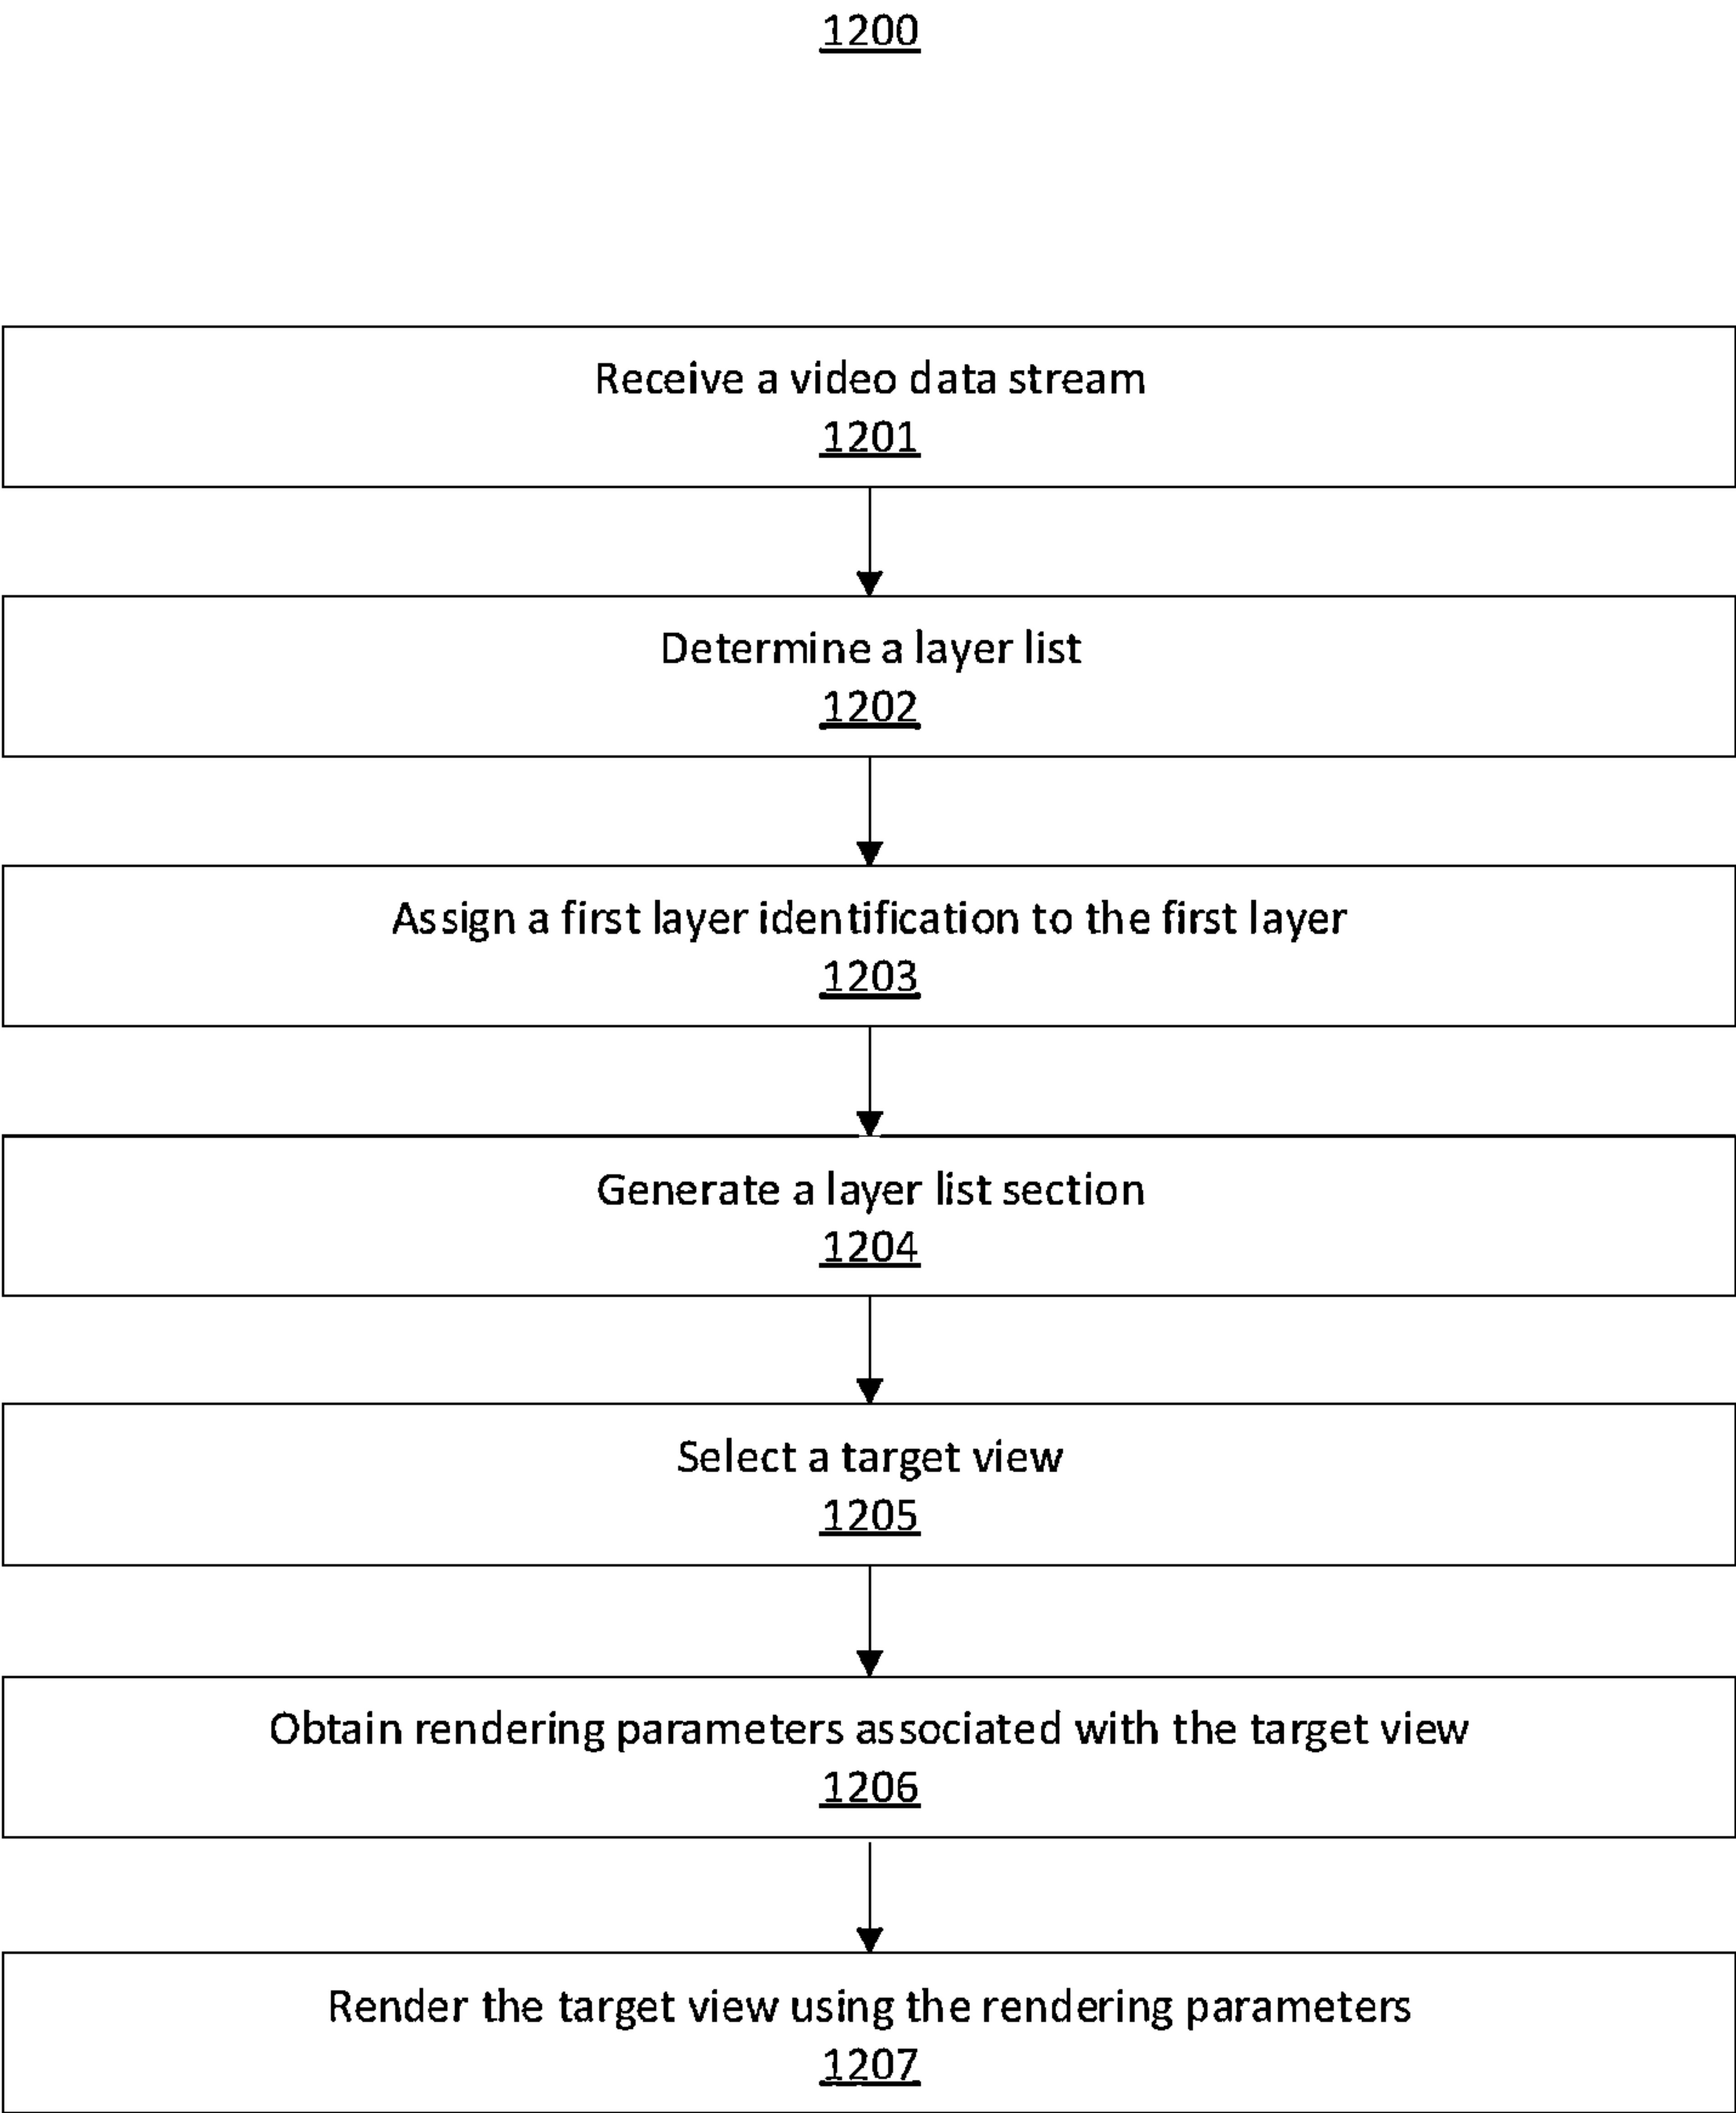 1200
Receive a video data stream
1201
Determine a layer list
1202
Assign a first layer identification to the first layer
1203
Generate a layer list section
1204
Select a target view
1205
Obtain rendering parameters associated with the target view
1206
Render the target view using the rendering parameters
1207